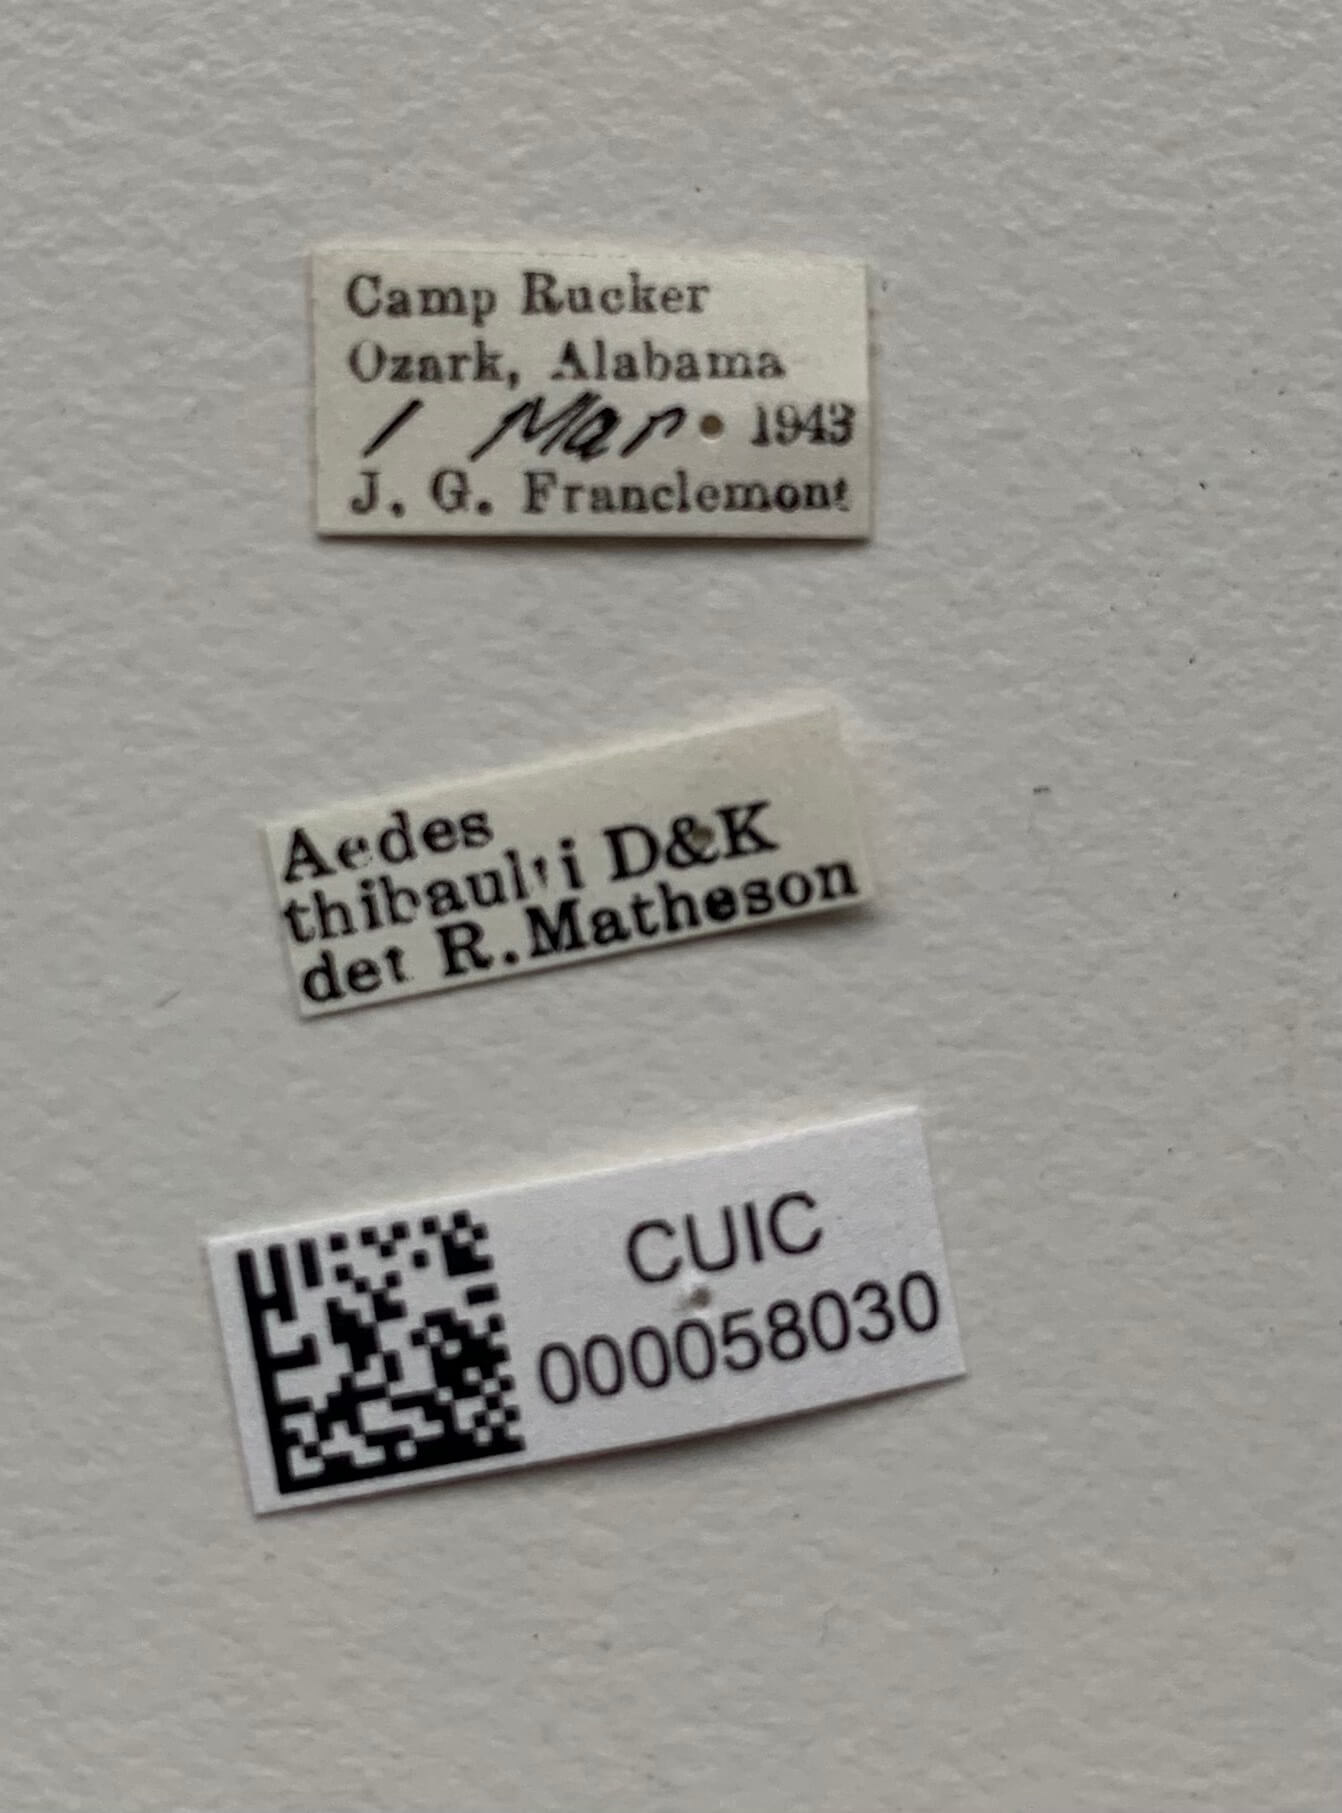 Camp Rucker
Ozark, Alabama
1 Mar 1943
J. G. Franclemont
Aedes
thibaulti D&K
det R.Matheson
CUIC
000058030